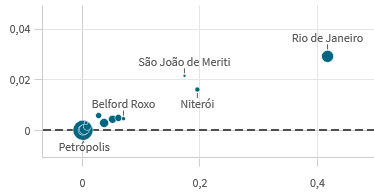 0,04
Rio de Janeiro
São João de Meriti
0,02
Belford Roxo
Niterói
0
Petrópolis
0
0,2
0,4